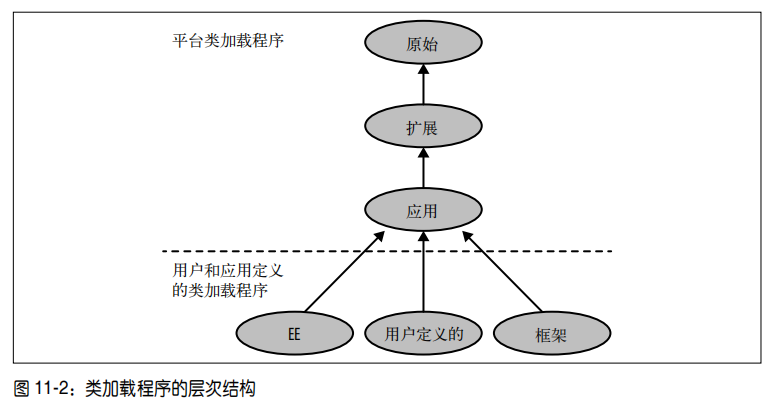 平台类加载程序
原始
扩展
应用
用户和应用定义
的类加载程序
EE
用户定义的
框架
图 11-2：类加载程序的层次结构